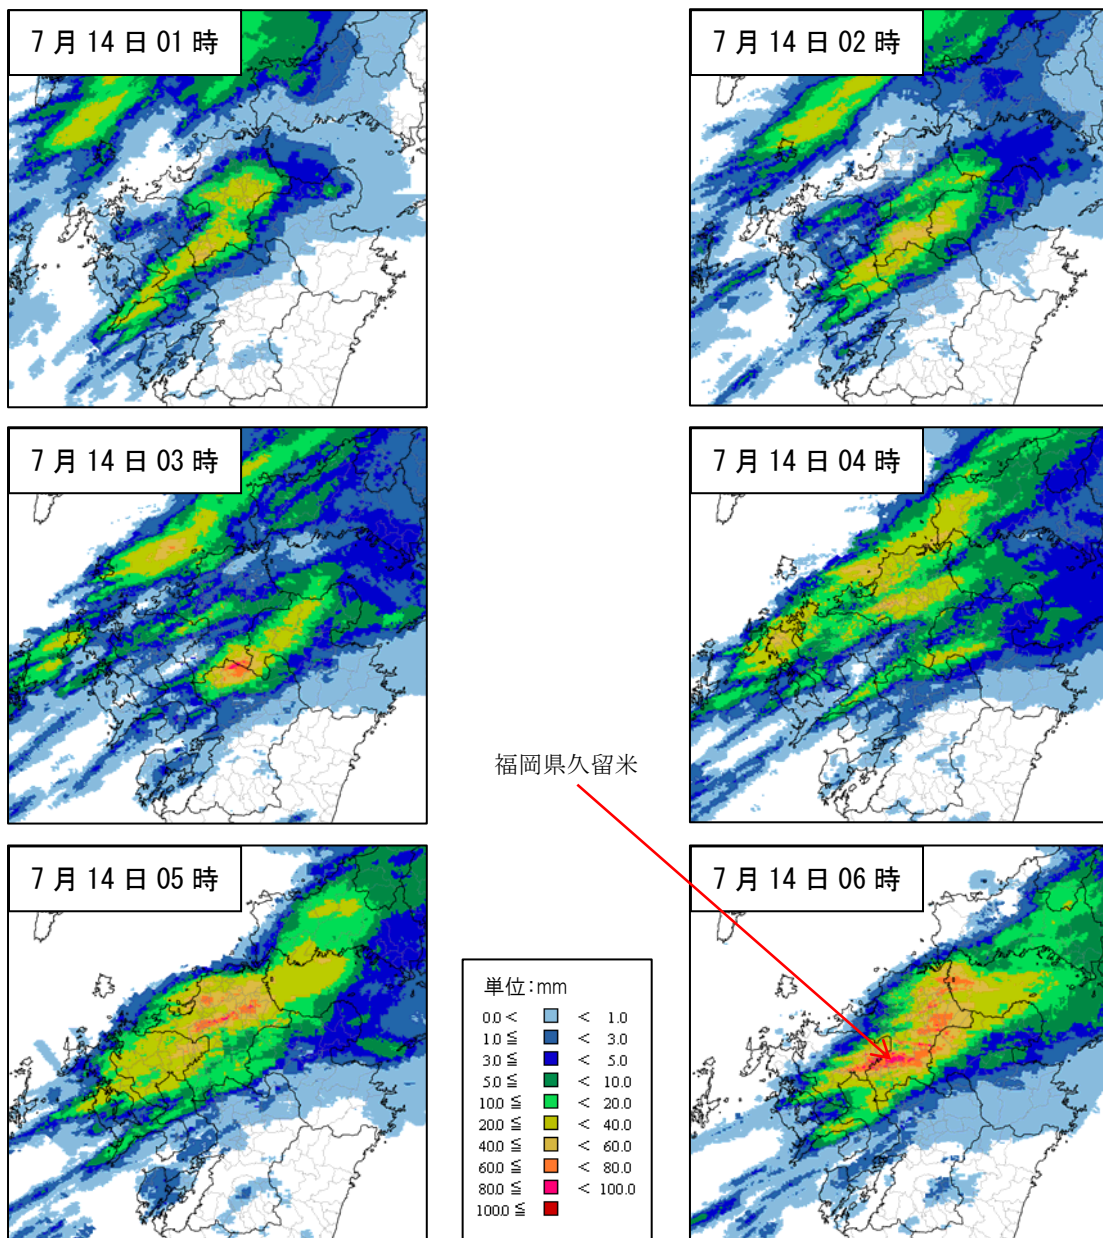 7月14日01時
7月14日02時
7月14日03時
7月14日04時
福岡県久留米
7月14日05時
7月14日06時
単位:mm
0.0 < < 1.0
1.0 ≦ < 3.0
3.0 ≦ < 5.0
5.0 ≦ < 10.0
10.0 ≦ < 20.0
20.0 ≦ < 40.0
40.0 ≦ < 60.0
60.0 ≦ < 80.0
80.0 ≦ < 100.0
100.0 ≦